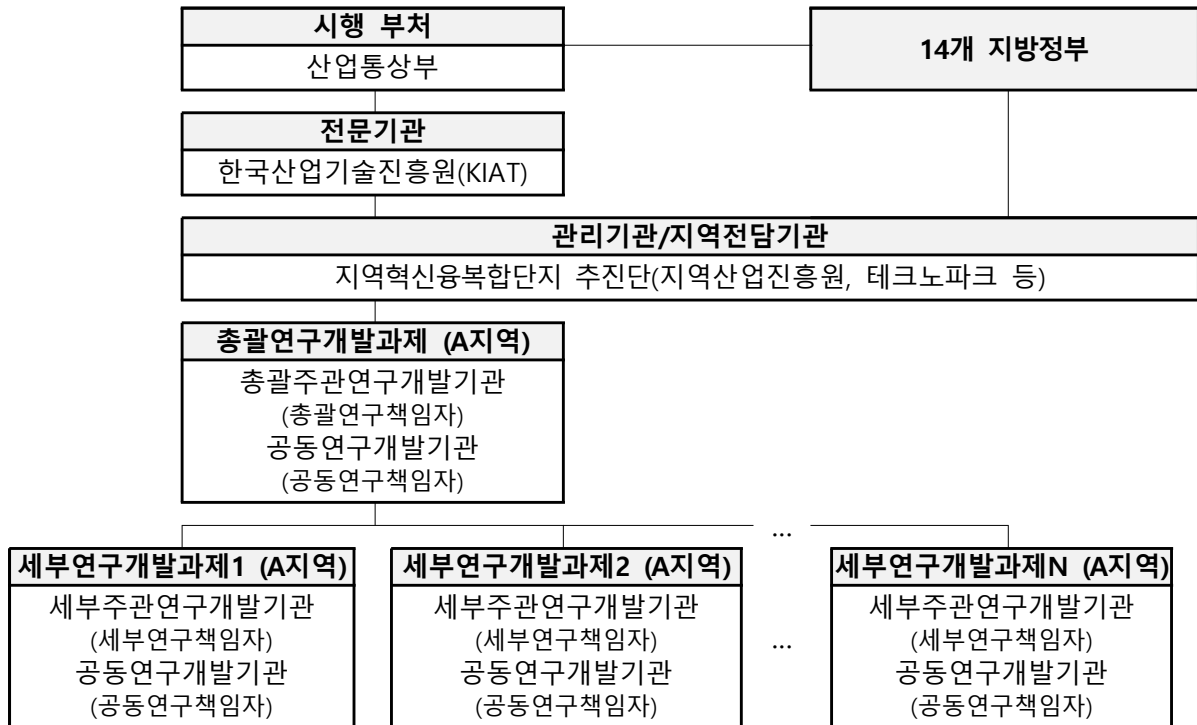 시행 부처
산업통상부
14개 지방정부
전문기관
한국산업기술진흥원(KIAT)
관리기관/지역전담기관
지역혁신융복합단지 추진단(지역산업진흥원, 테크노파크 등)
총괄연구개발과제 (A지역)
총괄주관연구개발기관
(총괄연구책임자)
공동연구개발기관
(공동연구책임자)
...
세부연구개발과제1 (A지역)
세부주관연구개발기관
(세부연구책임자)
공동연구개발기관
(공동연구책임자)
세부연구개발과제2 (A지역)
세부주관연구개발기관
(세부연구책임자)
공동연구개발기관
(공동연구책임자)
...
세부연구개발과제N (A지역)
세부주관연구개발기관
(세부연구책임자)
공동연구개발기관
(공동연구책임자)